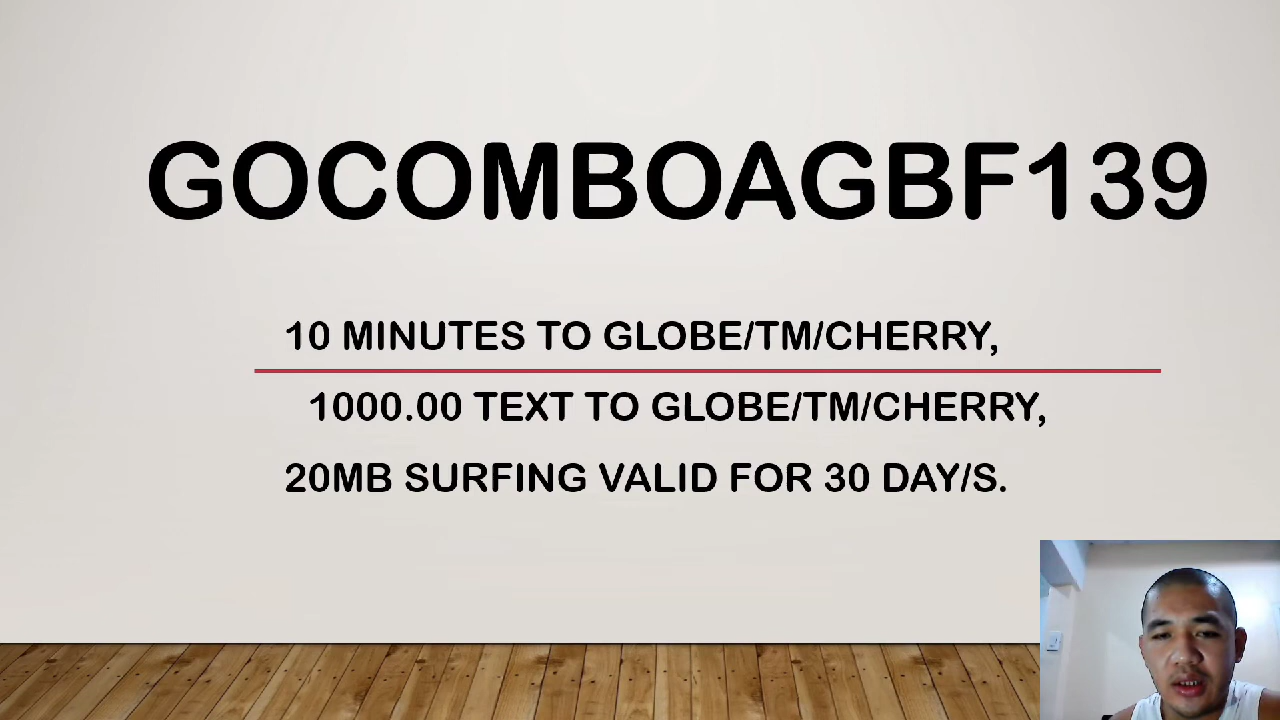 GOCOMBOAGBF139
10 MINUTES TO GLOBE/TM/CHERRY,
1000.00 TEXT TO GLOBE/TM/CHERRY,
20MB SURFING VALID FOR 30 DAY/S.